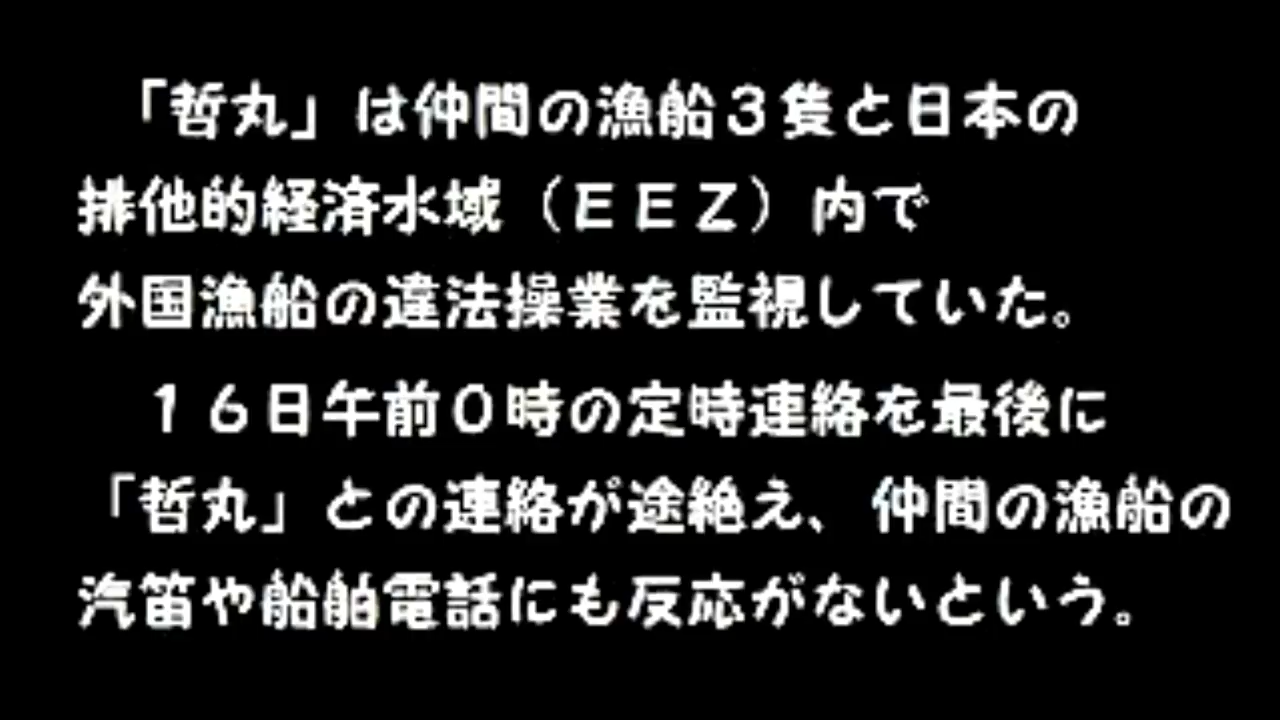 「哲丸」は仲間の漁船３隻と日本の
排他的経済水域（ＥＥＺ）内で
外国漁船の違法操業を監視していた。
１６日午前０時の定時連絡を最後に
「哲丸」との連絡が途絶え、仲間の漁船の
汽笛や船舶電話にも反応がないという。